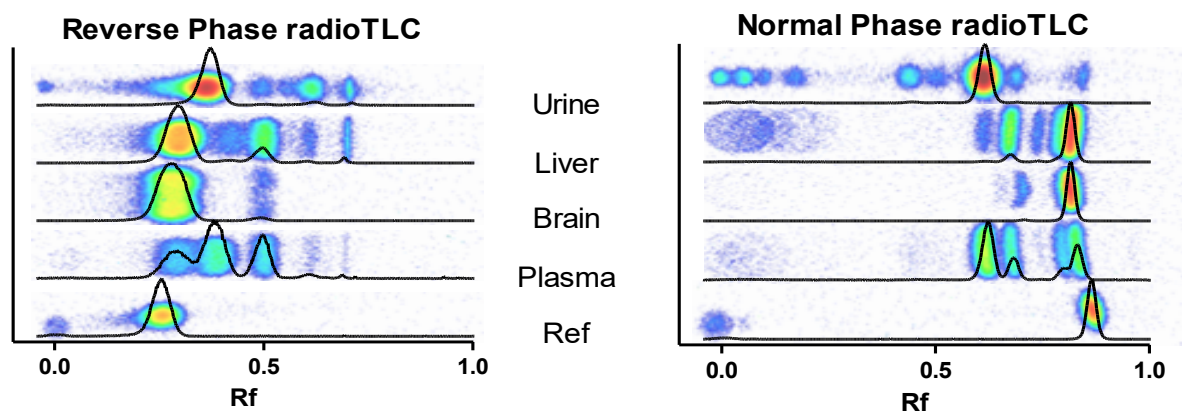 Reverse Phase radioTLC
Normal Phase radioTLC
Urine
Liver
Brain
Plasma
Ref
0.0 0.5 1.0
Rf
0.0 0.5 1.0
Rf